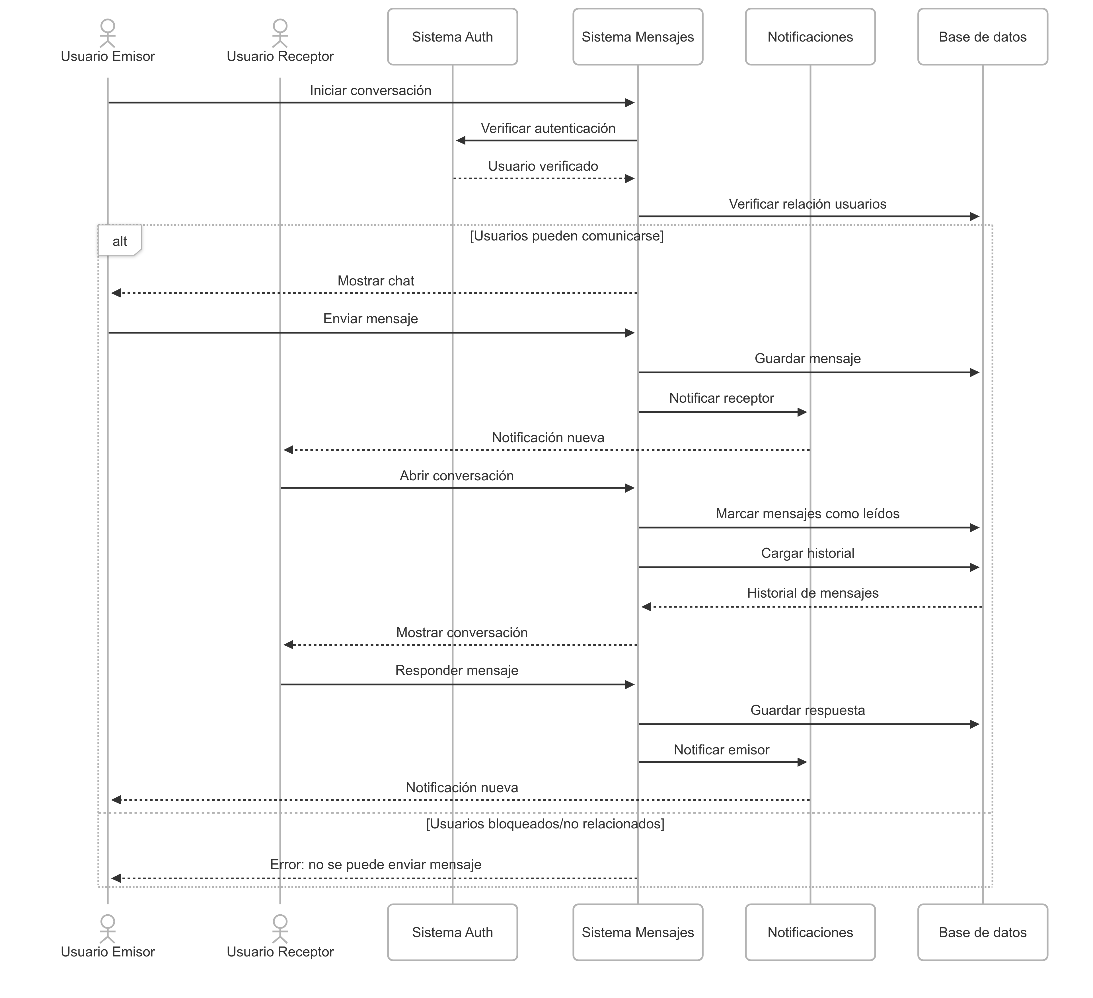 Usuario Emisor
Usuario Receptor
Sistema Auth
Sistema Mensajes
Notificaciones
Base de datos
Iniciar conversación
Verificar autenticación
Usuario verificado
Verificar relación usuarios
alt
[Usuarios pueden comunicarse]
Mostrar chat
Enviar mensaje
Guardar mensaje
Notificar receptor
Notificación nueva
Abrir conversación
Marcar mensajes como leídos
Cargar historial
Historial de mensajes
Mostrar conversación
Responder mensaje
Guardar respuesta
Notificar emisor
Notificación nueva
[Usuarios bloqueados/no relacionados]
Error: no se puede enviar mensaje
Usuario Emisor
Usuario Receptor
Sistema Auth
Sistema Mensajes
Notificaciones
Base de datos